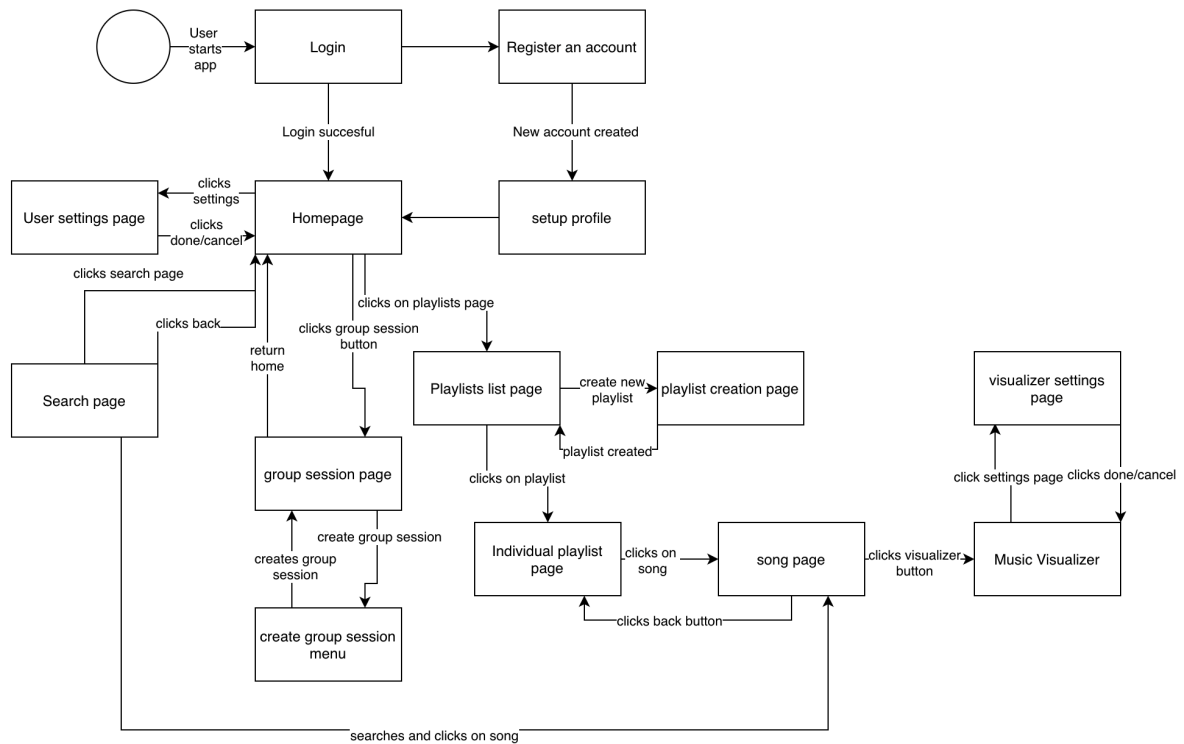 User
starts
app
Login
Register an account
Login succesful
New account created
User settings page
clicks
settings
clicks
done/cancel
Homepage
setup profile
clicks search page
clicks back
clicks on playlists page
clicks group session
button
return
home
Search page
Playlists list page
create new
playlist
playlist creation page
playlist created
visualizer settings
page
group session page
clicks on playlist
click settings page
clicks done/cancel
create group session
creates group
session
Individual playlist
page
clicks on
song
song page
clicks visualizer
button
Music Visualizer
clicks back button
create group session
menu
searches and clicks on song